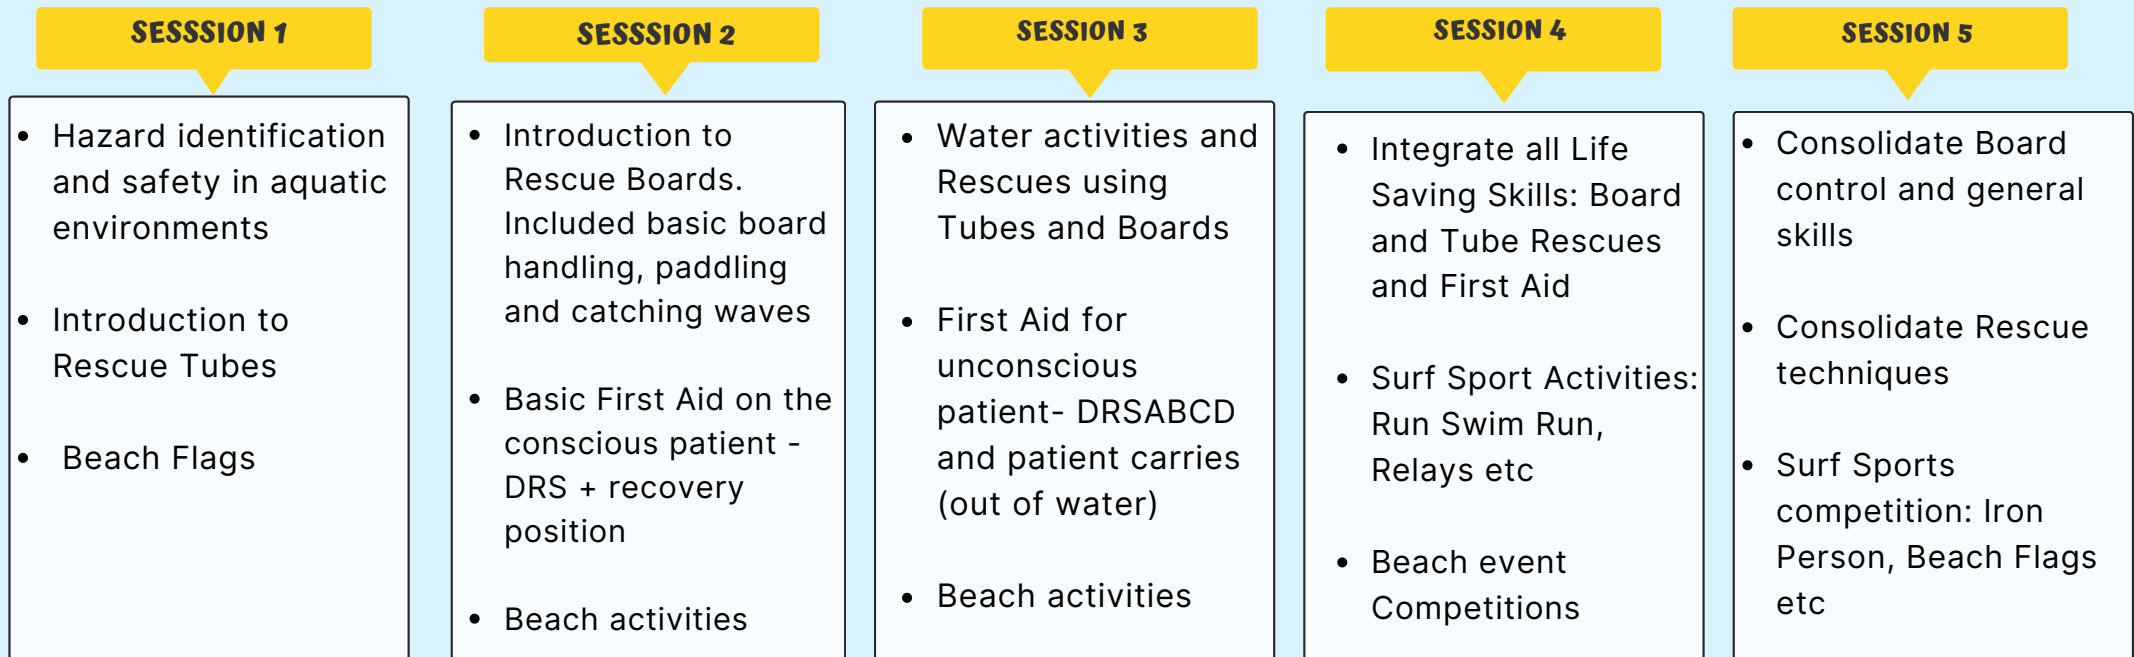 SESSSION 1
Hazard identification
and safety in aquatic
environments
Introduction to
Rescue Tubes
Beach Flags
SESSSION 2
Introduction to
Rescue Boards.
Included basic board
handling, paddling
and catching waves
Basic First Aid on the
conscious patient -
DRS + recovery
position
Beach activities
SESSION 3
Water activities and
Rescues using
Tubes and Boards
First Aid for
unconscious
patient- DRSABCD
and patient carries
(out of water)
Beach activities
SESSION 4
Integrate all Life
Saving Skills: Board
and Tube Rescues
and First Aid
Surf Sport Activities:
Run Swim Run,
Relays etc
Beach event
Competitions
SESSION 5
Consolidate Board
control and general
skills
Consolidate Rescue
techniques
Surf Sports
competition: Iron
Person, Beach Flags
etc